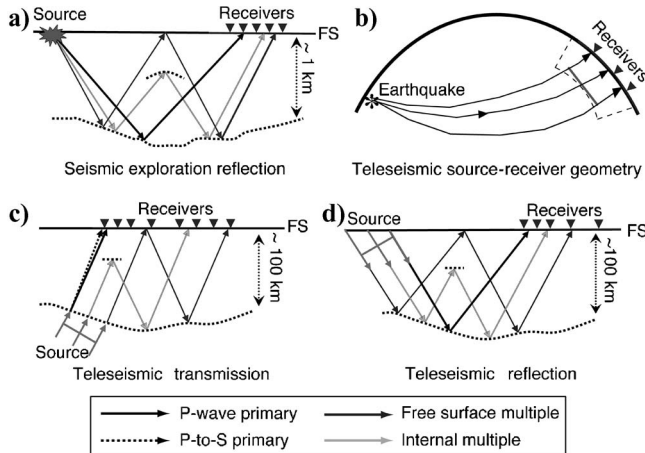 a)
Source
Receivers
FS
~ 1 km
Seismic exploration reflection
b)
Receivers
Earthquake
Teleseismic source-receiver geometry
c)
Receivers
FS
~ 100 km
Source
Teleseismic transmission
d)
Source
Receivers
FS
~ 100 km
Teleseismic reflection
P-wave primary
Free surface multiple
P-to-S primary
Internal multiple